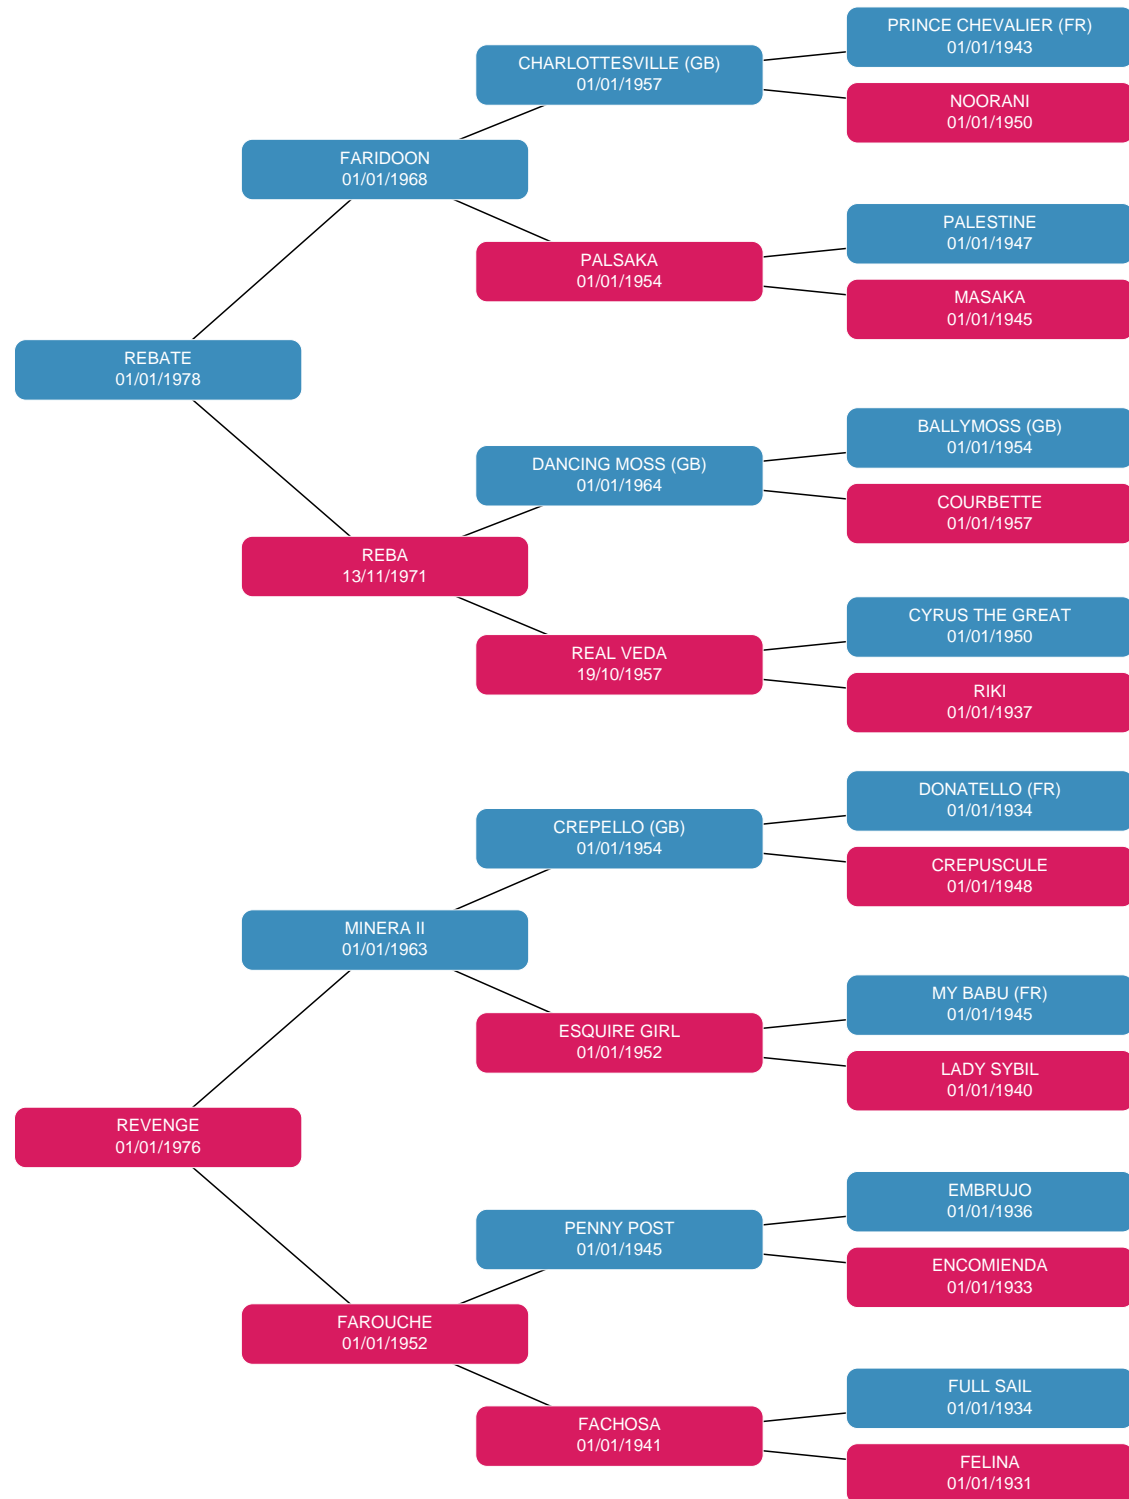 PRINCE CHEVALIER (FR)
01/01/1943
CHARLOTTESVILLE (GB)
01/01/1957
NOORANI
01/01/1950
FARIDOON
01/01/1968
PALESTINE
01/01/1947
PALSAKA
01/01/1954
MASAKA
01/01/1945
REBATE
01/01/1978
BALLYMOSS (GB)
01/01/1954
DANCING MOSS (GB)
01/01/1964
COURBETTE
01/01/1957
REBA
13/11/1971
CYRUS THE GREAT
01/01/1950
REAL VEDA
19/10/1957
RIKI
01/01/1937
DONATELLO (FR)
01/01/1934
CREPELLO (GB)
01/01/1954
CREPUSCULE
01/01/1948
MINERA II
01/01/1963
MY BABU (FR)
01/01/1945
ESQUIRE GIRL
01/01/1952
LADY SYBIL
01/01/1940
REVENGE
01/01/1976
EMBRUJO
01/01/1936
PENNY POST
01/01/1945
ENCOMIENDA
01/01/1933
FAROUCHE
01/01/1952
FULL SAIL
01/01/1934
FACHOSA
01/01/1941
FELINA
01/01/1931